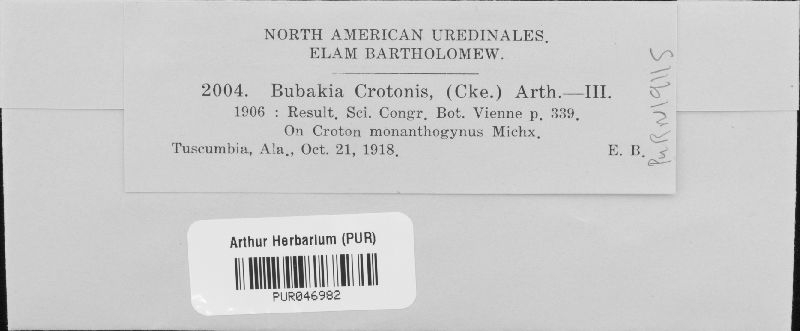 NORTH AMERICAN UREDINALES.
ELAM BARTHOLOMEW.
2004. Bubakia Crotonis, (Cke.) Arth.—III.
1906 : Result. Sci. Congr. Bot. Vienne p. 339.
On Croton monanthogynus Michx.
Tuscumbia, Ala., Oct. 21, 1918.
E. B.
PUR N19115
Arthur Herbarium (PUR)
PUR046982